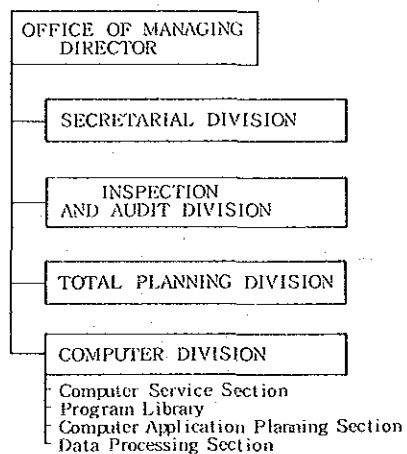 OFFICE OF MANAGING
DIRECTOR
SECRETARIAL DIVISION
INSPECTION
AND AUDIT DIVISION
TOTAL PLANNING DIVISION
COMPUTER DIVISION
Computer Service Section
Program Library
Computer Application Planning Section
Data Processing Section